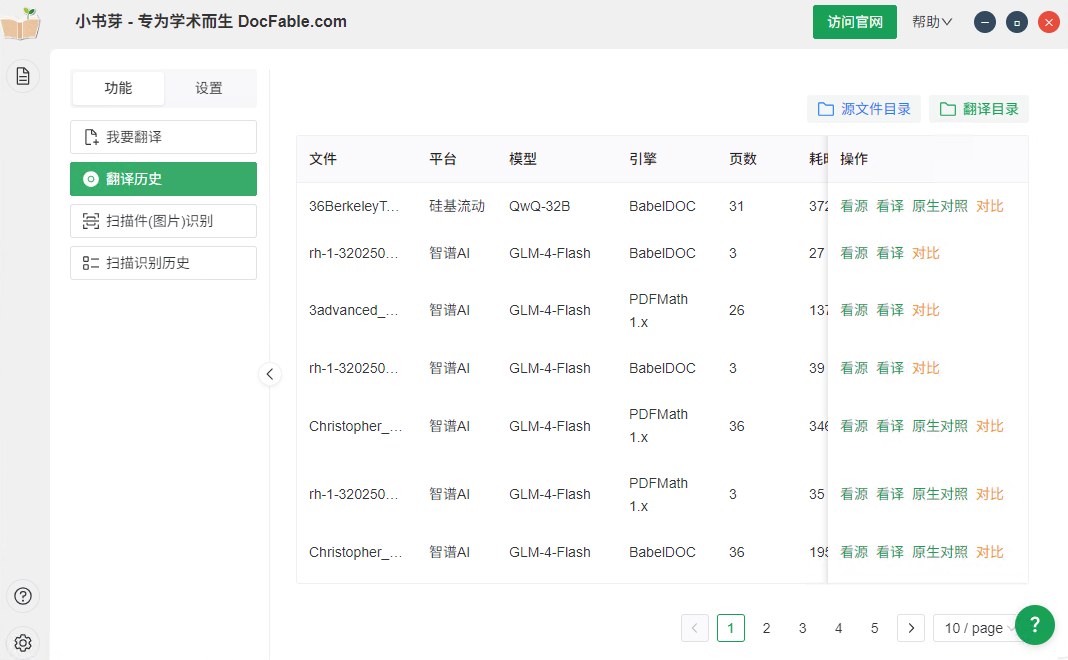 小书芽 - 专为学术而生 DocFable.com
访问官网
帮助
功能
设置
我要翻译
翻译历史
扫描件(图片)识别
扫描识别历史
源文件目录
翻译目录
文件 平台 模型 引擎 页数 操作
36BerkeleyT... 硅基流动 QwQ-32B BabelDOC 31 372 看源 看译 原生对照 对比
rh-1-320250... 智谱AI GLM-4-Flash BabelDOC 3 27 看源 看译 对比
3advanced_... 智谱AI GLM-4-Flash PDFMath 1.x 26 137 看源 看译 对比
rh-1-320250... 智谱AI GLM-4-Flash BabelDOC 3 39 看源 看译 对比
Christopher_... 智谱AI GLM-4-Flash PDFMath 1.x 36 346 看源 看译 原生对照 对比
rh-1-320250... 智谱AI GLM-4-Flash PDFMath 1.x 3 35 看源 看译 原生对照 对比
Christopher_... 智谱AI GLM-4-Flash BabelDOC 36 195 看源 看译 原生对照 对比
1 2 3 4 5 10 / page
?